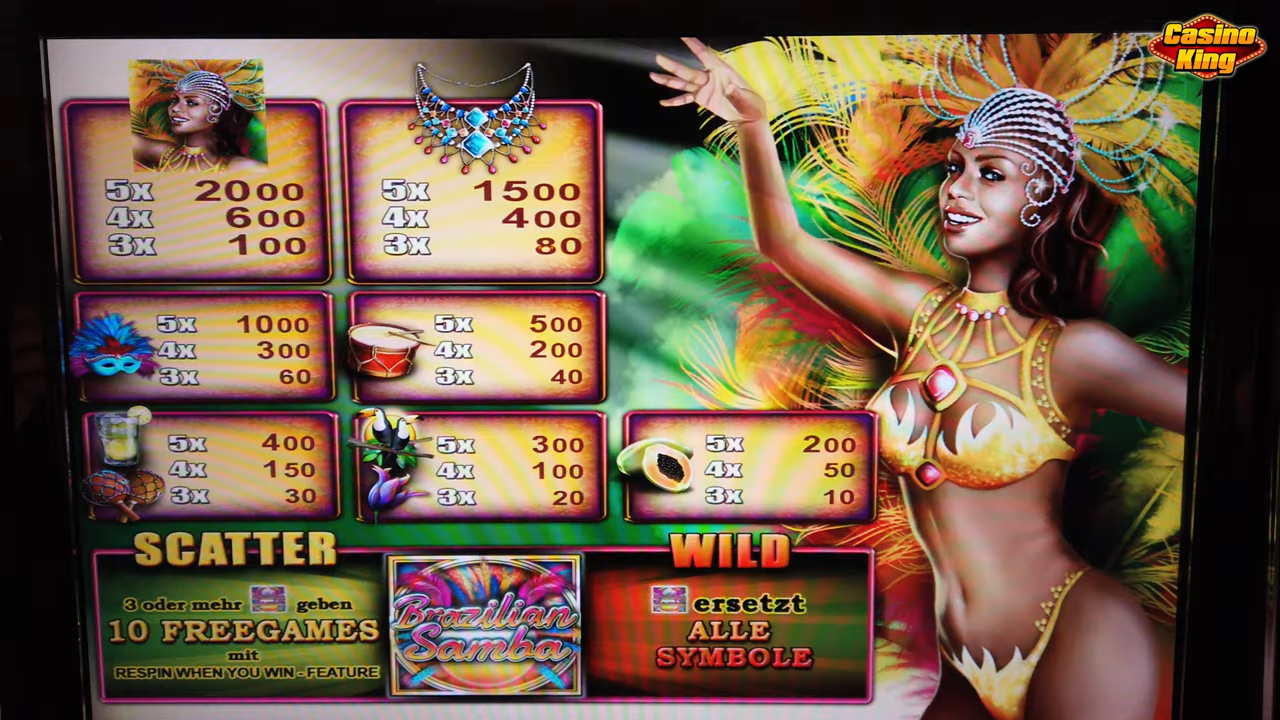 Casino
King
5x 2000
4x 600
3x 100
5x 1500
4x 400
3x 80
5x 1000
4x 300
3x 60
5x 500
4x 200
3x 40
5x 400
4x 150
3x 30
5x 300
4x 100
3x 20
5x 200
4x 50
3x 10
SCATTER
3 oder mehr geben
10 FREEGAMES
mit
RESPIN WHEN YOU WIN - FEATURE
Brazilian
Samba
WILD
ersetzt
ALLE
SYMBOLE